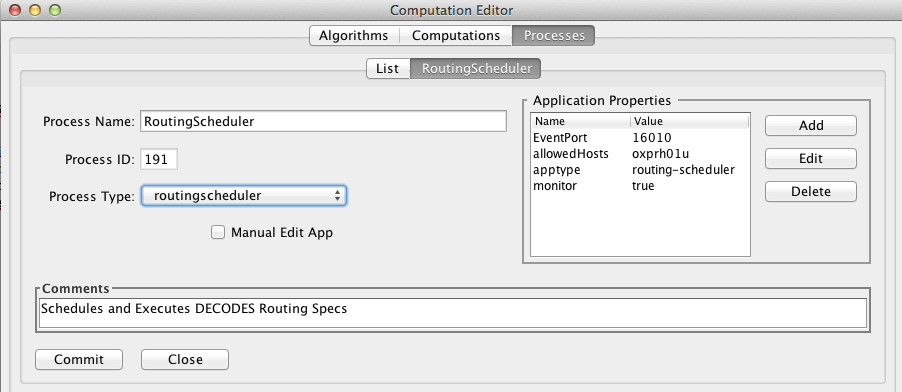 Computation Editor
Algorithms Computations Processes
List RoutingScheduler
Process Name: RoutingScheduler
Process ID: 191
Process Type: routingscheduler
Manual Edit App
Application Properties
Name Value
EventPort 16010
allowedHosts oxprh01u
apptype routing-scheduler
monitor true
Add
Edit
Delete
Comments
Schedules and Executes DECODES Routing Specs
Commit Close